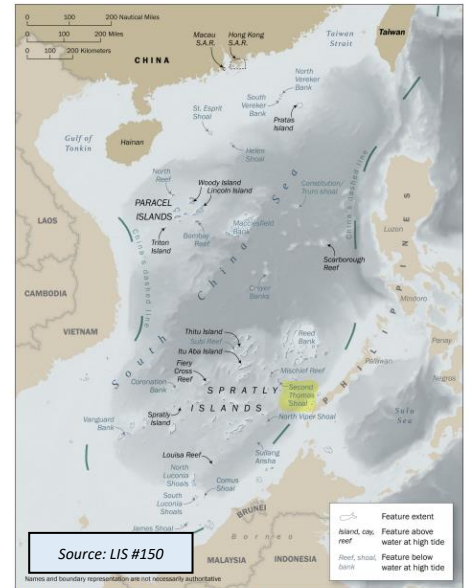 0 100 200 Nautical Miles
0 100 200 Miles
0 100 200 Kilometers
Macau
S.A.R.
Hong Kong
S.A.R.
CHINA
Taiwan
Strait
Taiwan
North
Vereker
Bank
South
Vereker
Bank
St. Esprit
Shoal
Pratas
Island
Gulf of
Tonkin
Hainan
Helen
Shoal
LAOS
North
Reef
Woody Island
Lincoln Island
PARACEL
ISLANDS
Constitution
Truro shoal
Macclesfield
Bank
Triton
Island
Bombay
Reef
China's dashed line
China's dashed line
Scarborough
Reef
Luzon
South China Sea
PHILIPPINES
CAMBODIA
VIETNAM
Mindoro
Thitu Island
Subi Reef
Itu Aba Island
Reed
Bank
Panay
Fiery
Cross
Reef
Mischief Reef
Palawan
Negros
Coronation
Bank
SPRATLY
ISLANDS
Second
Thomas
Shoal
Vanguard
Bank
Spratly
Island
North Viper Shoal
Sulu
Sea
Louisa Reef
North
Luconia
Shoals
Comus
Shoal
South
Luconia
Shoals
James Shoal
BRUNEI
Borneo
MALAYSIA
INDONESIA
Source: LIS #150
Names and boundary representation are not necessarily authoritative
Feature extent
Island, cay,
reef
Feature above
water at high tide
Reef, shoal,
bank
Feature below
water at high tide